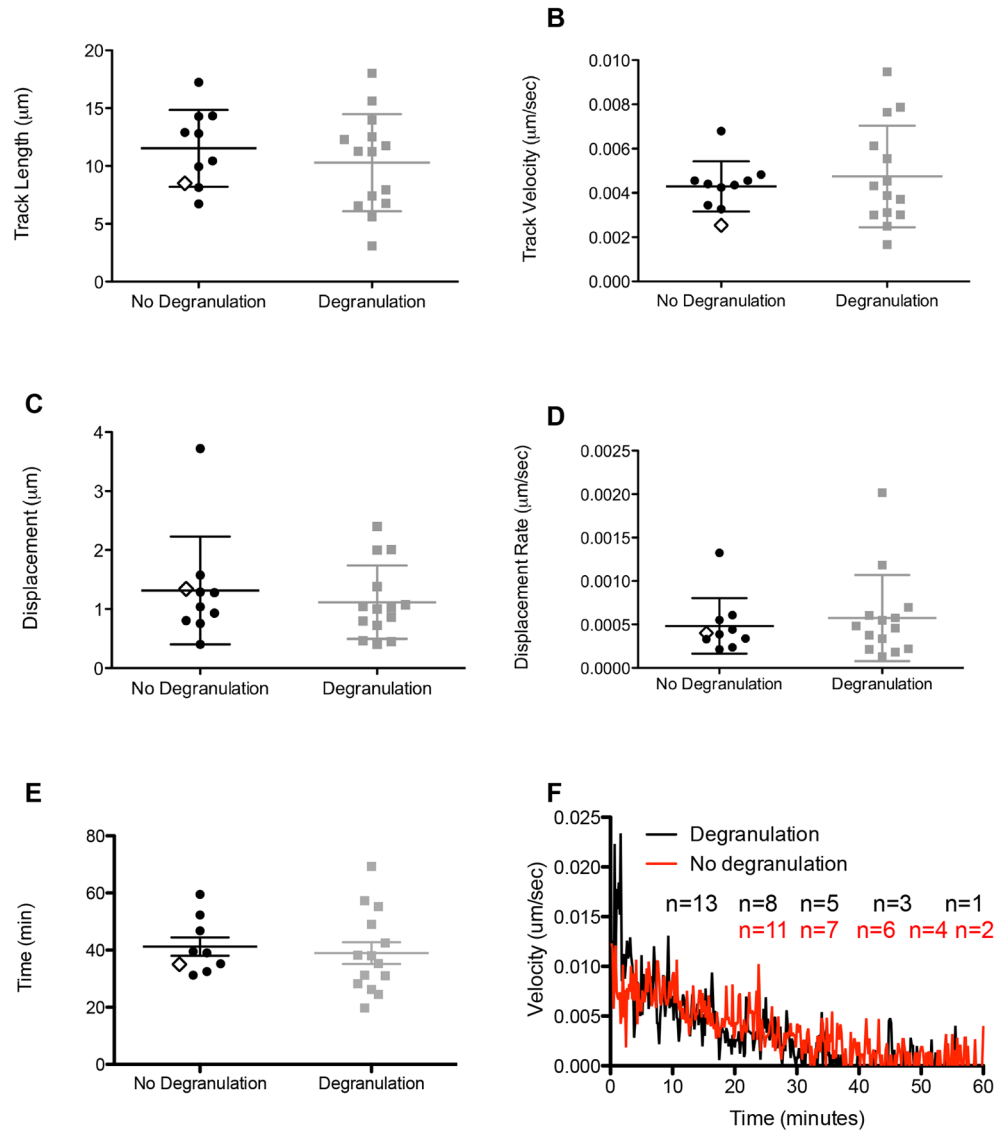 B
20
15
10
5
0
Track Length (µm)
No Degranulation
Degranulation
0.010
0.008
0.006
0.004
0.002
0.000
Track Velocity (µm/sec)
No Degranulation
Degranulation
C
4
3
2
1
0
Displacement (µm)
No Degranulation
Degranulation
D
0.0025
0.0020
0.0015
0.0010
0.0005
0.0000
Displacement Rate (µm/sec)
No Degranulation
Degranulation
E
80
60
40
20
0
Time (min)
No Degranulation
Degranulation
F
0.025
0.020
0.015
0.010
0.005
0.000
Velocity (um/sec)
Degranulation
No degranulation
n=13 n=8 n=5 n=3 n=1
n=11 n=7 n=6 n=4 n=2
0 10 20 30 40 50 60
Time (minutes)